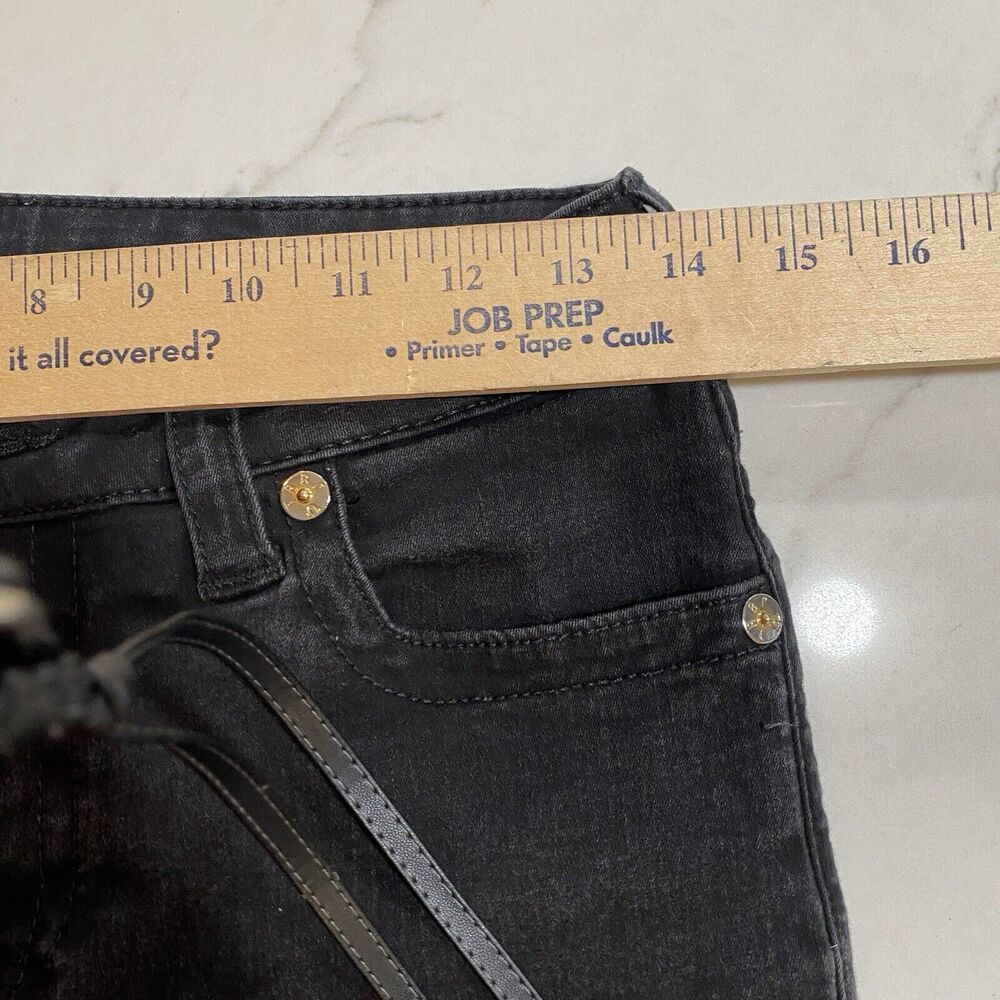 8 9 10 11 12 13 14 15 16
JOB PREP
it all covered?
• Primer • Tape • Caulk